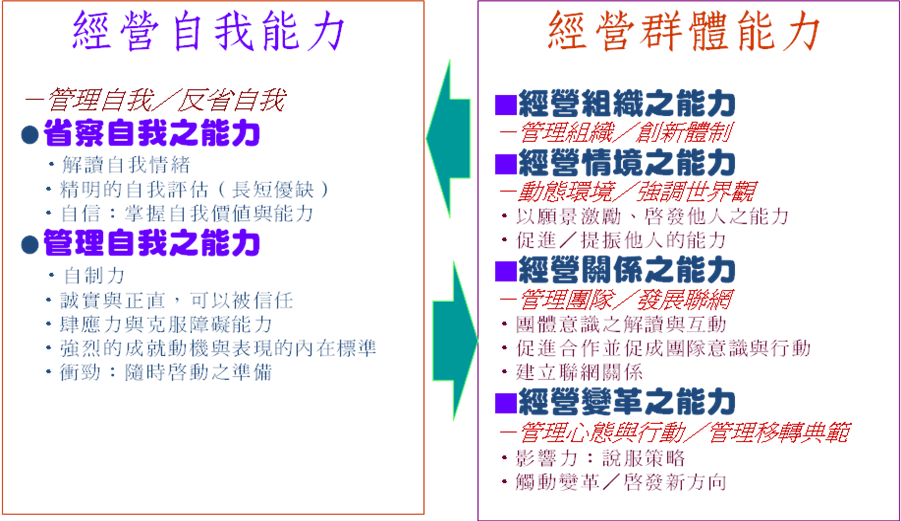 經營自我能力
－管理自我／反省自我
●省察自我之能力
・解讀自我情緒
・精明的自我評估(長短優缺)
・自信：掌握自我價值與能力
●管理自我之能力
・自制力
・誠實與正直，可以被信任
・肆應力與克服障礙能力
・強烈的成就動機與表現的內在標準
・衝勁：隨時啓動之準備
經營群體能力
■經營組織之能力
－管理組織／創新體制
■經營情境之能力
－動態環境／強調世界觀
・以願景激勵、啓發他人之能力
・促進／提振他人的能力
■經營關係之能力
－管理團隊／發展聯網
・團體意識之解讀與互動
・促進合作並促成團隊意識與行動
・建立聯網關係
■經營變革之能力
－管理心態與行動／管理移轉典範
・影響力：說服策略
・觸動變革／啓發新方向